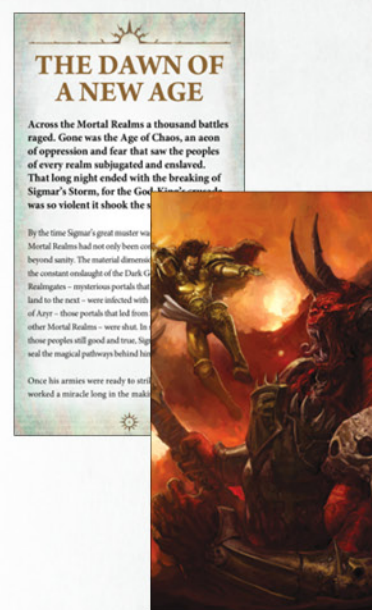 THE DAWN OF
A NEW AGE
Across the Mortal Realms a thousand battles
raged. Gone was the Age of Chaos, an aeon
of oppression and fear that saw the peoples
of every realm subjugated and enslaved.
That long night ended with the breaking of
Sigmar's Storm, for the God-King's crusade
was so violent it shook the s
By the time Sigmar's great muster wa
Mortal Realms had not only been co
beyond sanity. The material dimensi
the constant onslaught of the Dark G
Realmgates – mysterious portals that
land to the next – were infected with
of Azyr – those portals that led from
other Mortal Realms – were shut. In
those people still good and true, Sig
seal the magical pathways behind hi
Once his armies were ready to stri
worked a miracle long in the maki